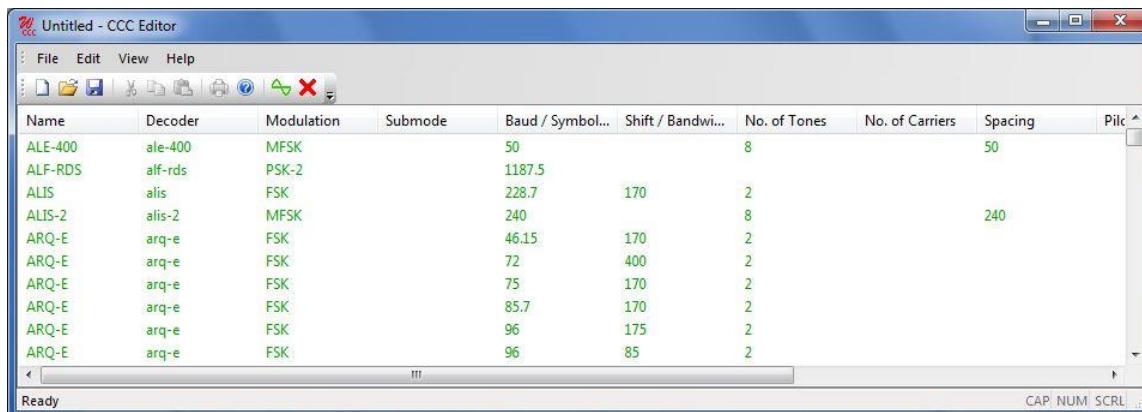 W CCC Untitled - CCC Editor
File Edit View Help
Name Decoder Modulation Submode Baud / Symbol... Shift / Bandwi... No. of Tones No. of Carriers Spacing Pilc
ALE-400 ale-400 MFSK 50 8 50
ALF-RDS alf-rds PSK-2 1187.5
ALIS alis FSK 228.7 170 2
ALIS-2 alis-2 MFSK 240 8 240
ARQ-E arq-e FSK 46.15 170 2
ARQ-E arq-e FSK 72 400 2
ARQ-E arq-e FSK 75 170 2
ARQ-E arq-e FSK 85.7 170 2
ARQ-E arq-e FSK 96 175 2
ARQ-E arq-e FSK 96 85 2
Ready CAP NUM SCRL